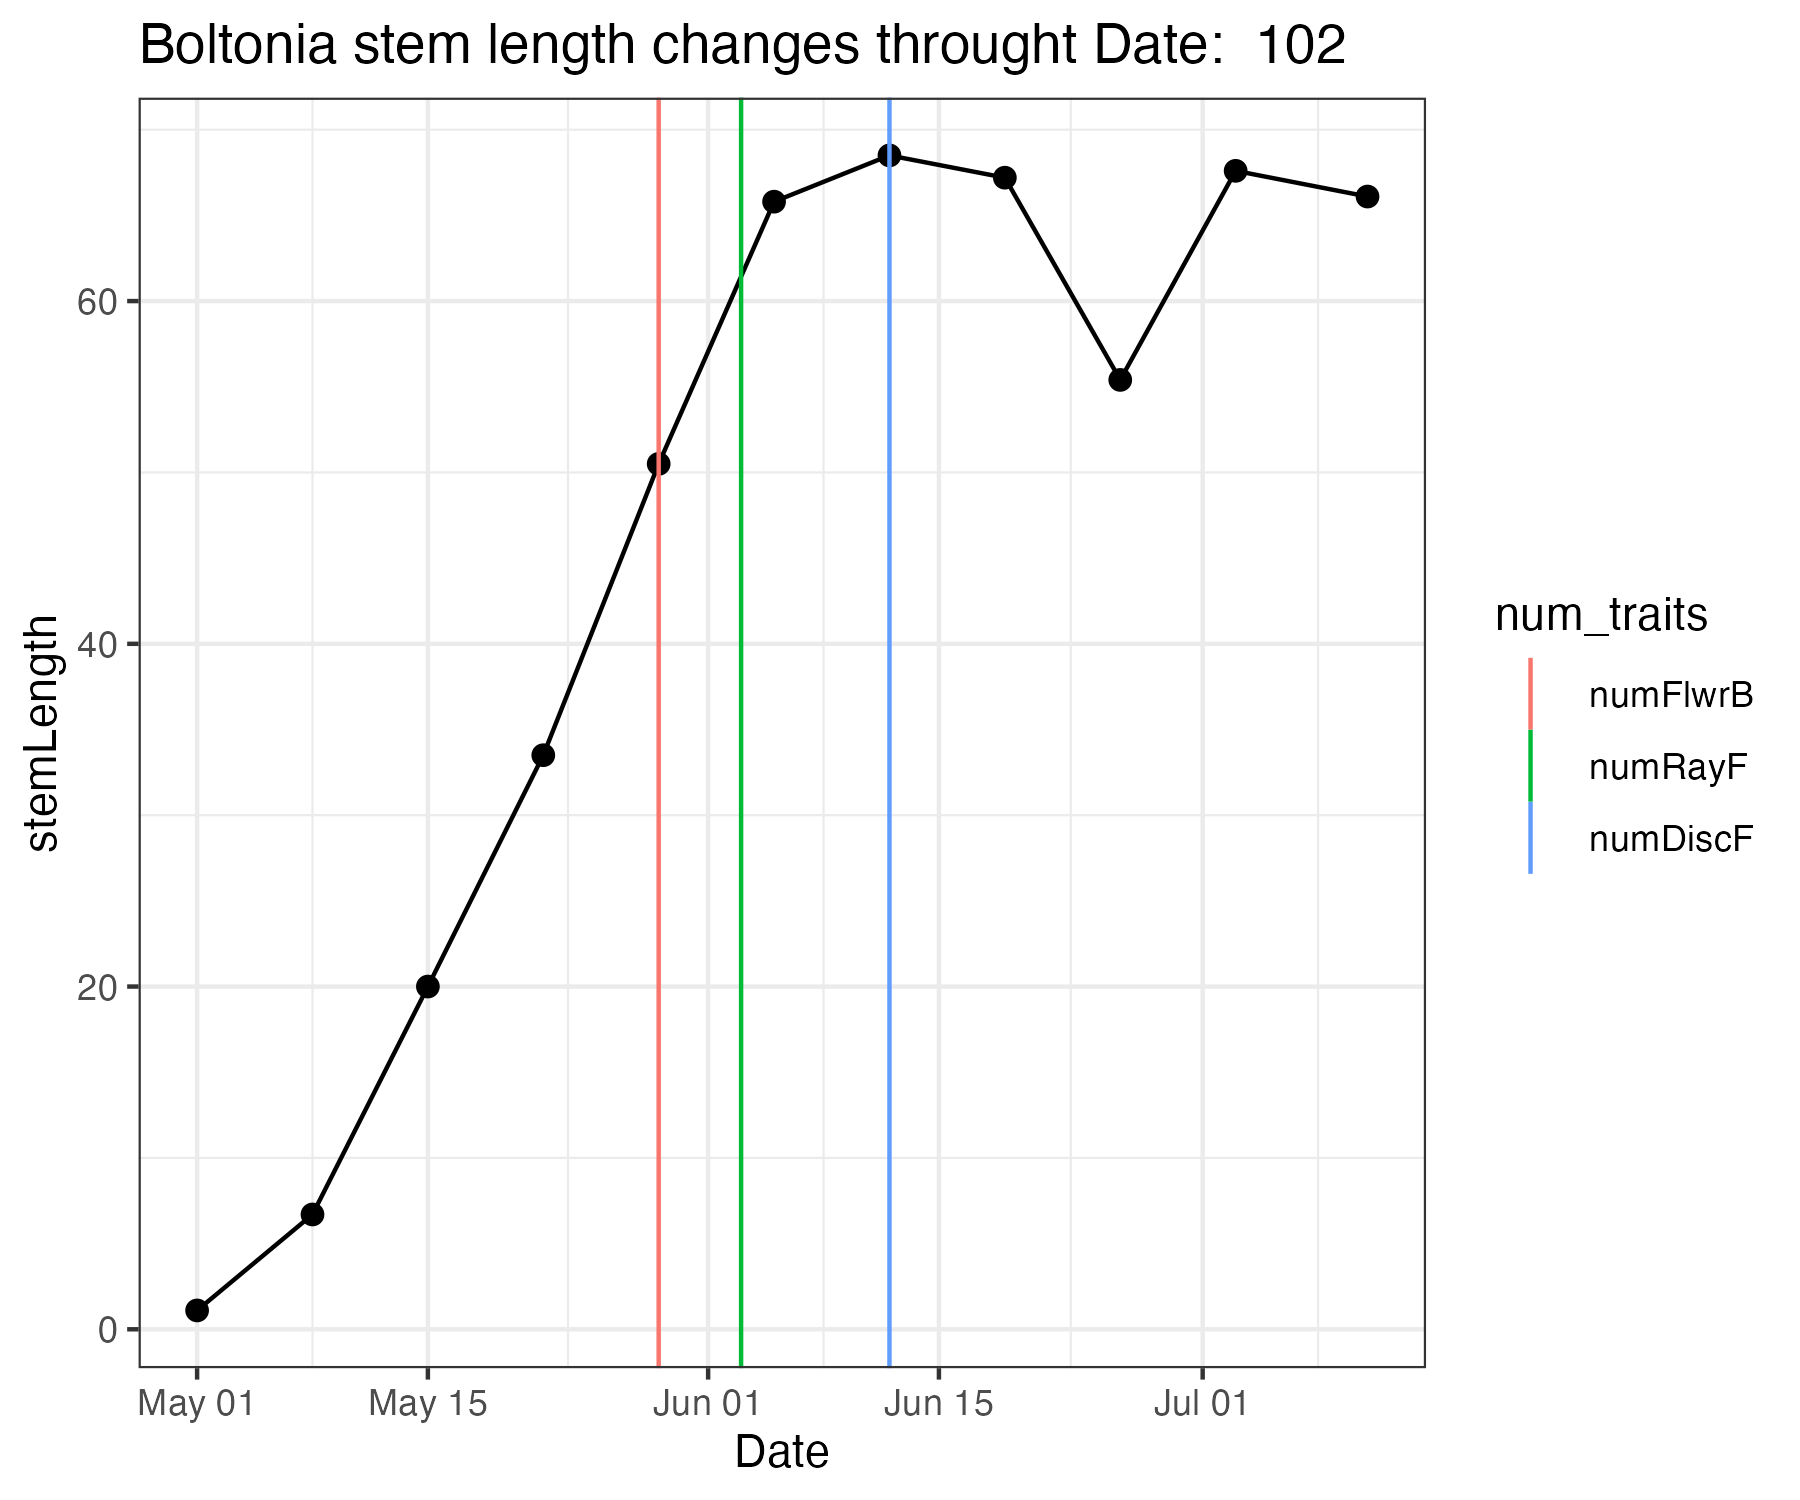 Boltonia stem length changes throught Date:  102
stemLength
60
40
20
0
May 01
May 15
Jun 01
Jun 15
Jul 01
Date
num_traits
numFlwrB
numRayF
numDiscF